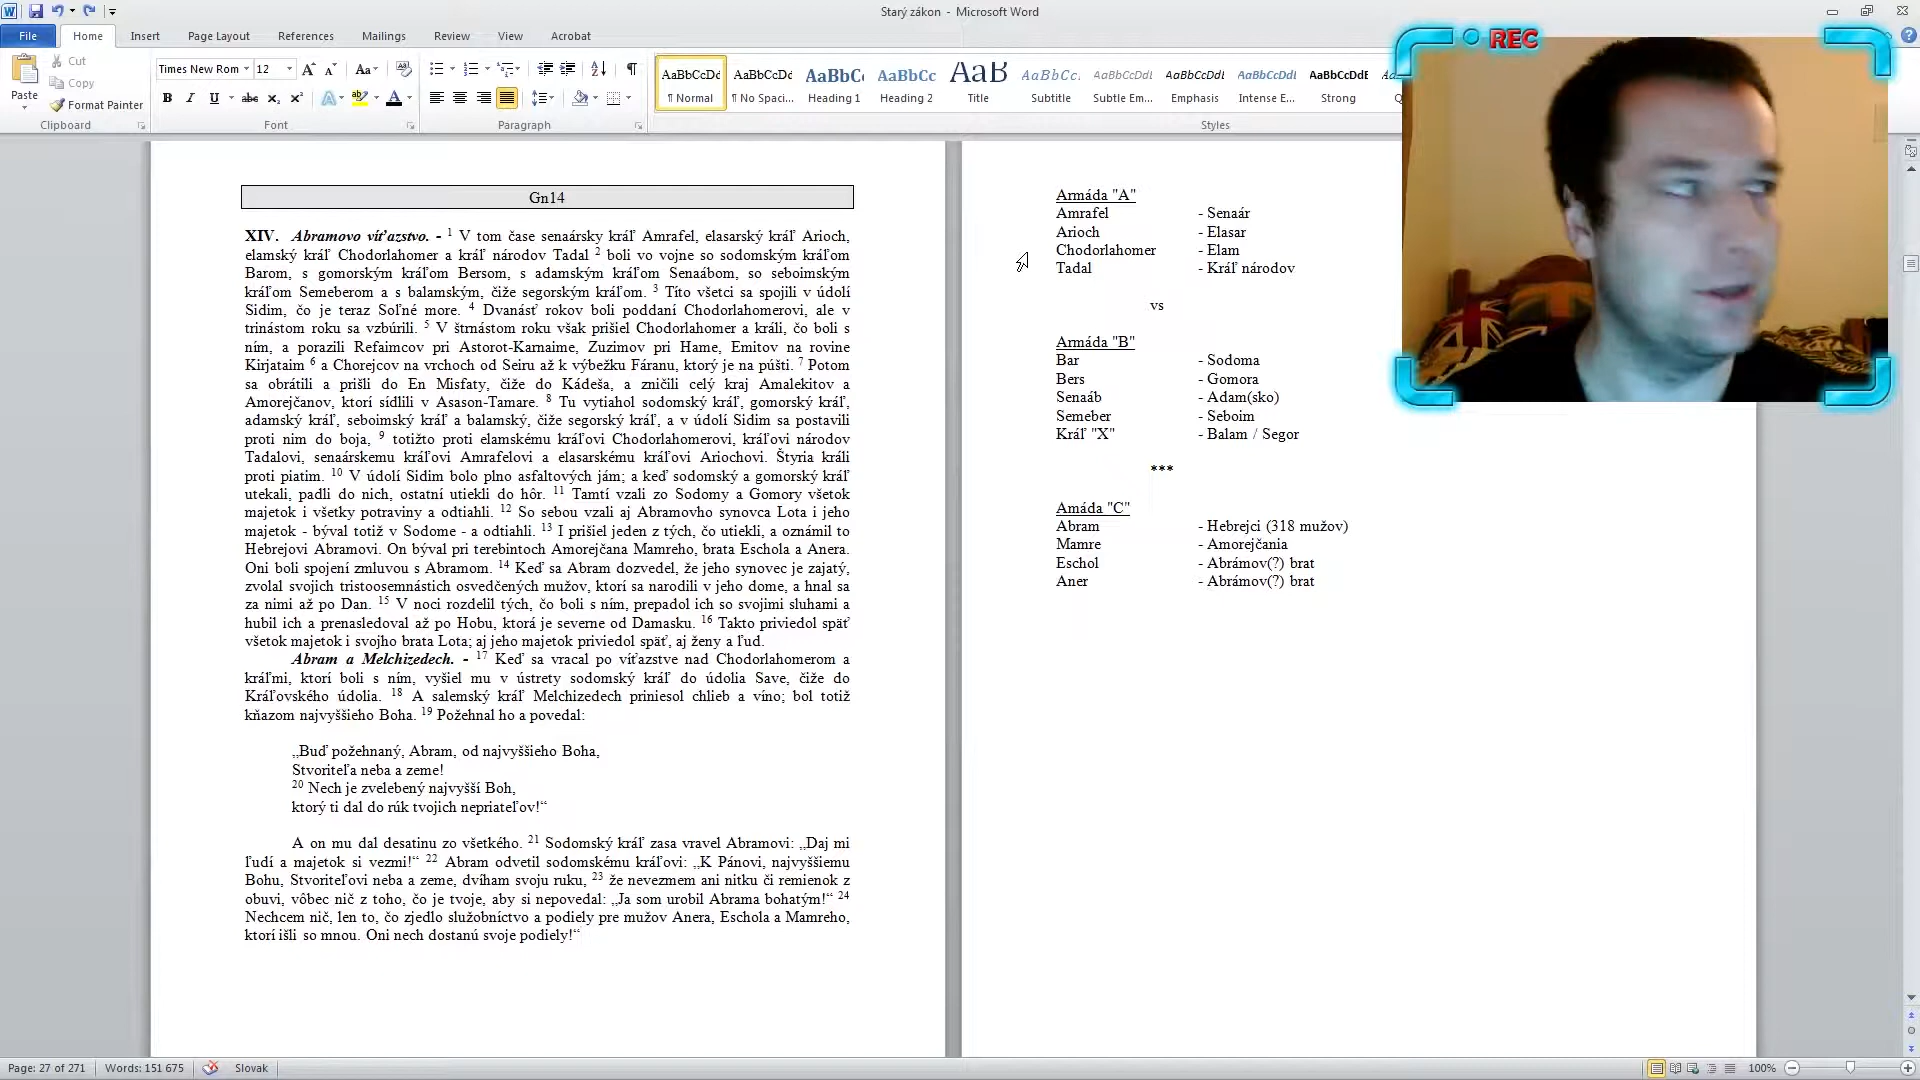 Starý zákon - Microsoft Word
File Home Insert Page Layout References Mailings Review View Acrobat
Paste Cut
Copy
Format Painter
Clipboard
Times New Rom 12
Font
Paragraph
AaBbCcDc AaBbCcDc AaBbC AaBbCc AaB AaBbCc. AaBbCcDd AaBbCcDd AaBbCcDd AaBbCcDd
¶ Normal ¶ No Spaci... Heading 1 Heading 2 Title Subtitle Subtle Em... Emphasis Intense E... Strong
Styles
REC
Gn14
XIV. Abramovo víťazstvo. - 1 V tom čase senaársky kráľ Amrafel, elasarský kráľ Arioch,
elamský kráľ Chodorlahomer a kráľ národov Tadal 2 boli vo vojne so sodomským kráľom
Barom, s gomorským kráľom Bersom, s adamským kráľom Senaábom, so seboimským
kráľom Semeberom a s balamským, čiže segorským kráľom. 3 Títo všetci sa spojili v údolí
Sidim, čo je teraz Soľné more. 4 Dvanásť rokov boli poddaní Chodorlahomerovi, ale v
trinástom roku sa vzbúrili. 5 V štrnástom roku však prišiel Chodorlahomer a králi, čo boli s
ním, a porazili Refaimcov pri Astorot-Karnaime, Zuzimov pri Hame, Emitov na rovine
Kirjataim 6 a Chorejcov na vrchoch od Seiru až k výbežku Fáranu, ktorý je na púšti. 7 Potom
sa obrátili a prišli do En Misfaty, čiže do Kádeša, a zničili celý kraj Amalekitov a
Amorejčanov, ktorí sídlili v Asason-Tamare. 8 Tu vytiahol sodomský kráľ, gomorský kráľ,
adamský kráľ, seboimský kráľ a balamský, čiže segorský kráľ, a v údolí Sidim sa postavili
proti nim do boja, 9 totižto proti elamskému kráľovi Chodorlahomerovi, kráľovi národov
Tadalovi, senaárskemu kráľovi Amrafelovi a elasarskému kráľovi Ariochovi. Štyria králi
proti piatim. 10 V údolí Sidim bolo plno asfaltových jám; a keď sodomský a gomorský kráľ
utekali, padli do nich, ostatní utiekli do hôr. 11 Tamtí vzali zo Sodomy a Gomory všetok
majetok i všetky potraviny a odtiahli. 12 So sebou vzali aj Abramovho synovca Lota i jeho
majetok - býval totiž v Sodome - a odtiahli. 13 I prišiel jeden z tých, čo utiekli, a oznámil to
Hebrejovi Abramovi. On býval pri terebintoch Amorejčana Mamreho, brata Eschola a Anera.
Oni boli spojení zmluvou s Abramom. 14 Keď sa Abram dozvedel, že jeho synovec je zajatý,
zvolal svojich tristoosemnástich osvedčených mužov, ktorí sa narodili v jeho dome, a hnal sa
za nimi až po Dan. 15 V noci rozdelil tých, čo boli s ním, prepadol ich so svojimi sluhami a
hubil ich a prenasledoval až po Hobu, ktorá je severne od Damasku. 16 Takto priviedol späť
všetok majetok i svojho brata Lota; aj jeho majetok priviedol späť, aj ženy a ľud.
Abram a Melchizedech. - 17 Keď sa vracal po víťazstve nad Chodorlahomerom a
kráľmi, ktorí boli s ním, vyšiel mu v ústrety sodomský kráľ do údolia Save, čiže do
Kráľovského údolia. 18 A salemský kráľ Melchizedech priniesol chlieb a víno; bol totiž
kňazom najvyššieho Boha. 19 Požehnal ho a povedal:
„Buď požehnaný, Abram, od najvyššieho Boha,
Stvoriteľa neba a zeme!
20 Nech je zvelebený najvyšší Boh,
ktorý ti dal do rúk tvojich nepriateľov!“
A on mu dal desatinu zo všetkého. 21 Sodomský kráľ zasa vravel Abramovi: „Daj mi
ľudí a majetok si vezmi!“ 22 Abram odvetil sodomskému kráľovi: „K Pánovi, najvyššiemu
Bohu, Stvoriteľovi neba a zeme, dvíham svoju ruku, 23 že nevezmem ani nitku či remienok z
obuvi, vôbec nič z toho, čo je tvoje, aby si nepovedal: „Ja som urobil Abrama bohatým!“ 24
Nechcem nič, len to, čo zjedlo služobníctvo a podiely pre mužov Anera, Eschola a Mamreho,
ktorí išli so mnou. Oni nech dostanú svoje podiely!“
Armáda "A"
Amrafel - Senaár
Arioch - Elasar
Chodorlahomer - Elam
Tadal - Kráľ národov
vs
Armáda "B"
Bar - Sodoma
Bers - Gomora
Senaáb - Adam(sko)
Semeber - Seboim
Kráľ "X" - Balam / Segor
***
Amáda "C"
Abram - Hebrejci (318 mužov)
Mamre - Amorejčania
Eschol - Abrámov(?) brat
Aner - Abrámov(?) brat
Page: 27 of 271 Words: 151 675 Slovak 100%